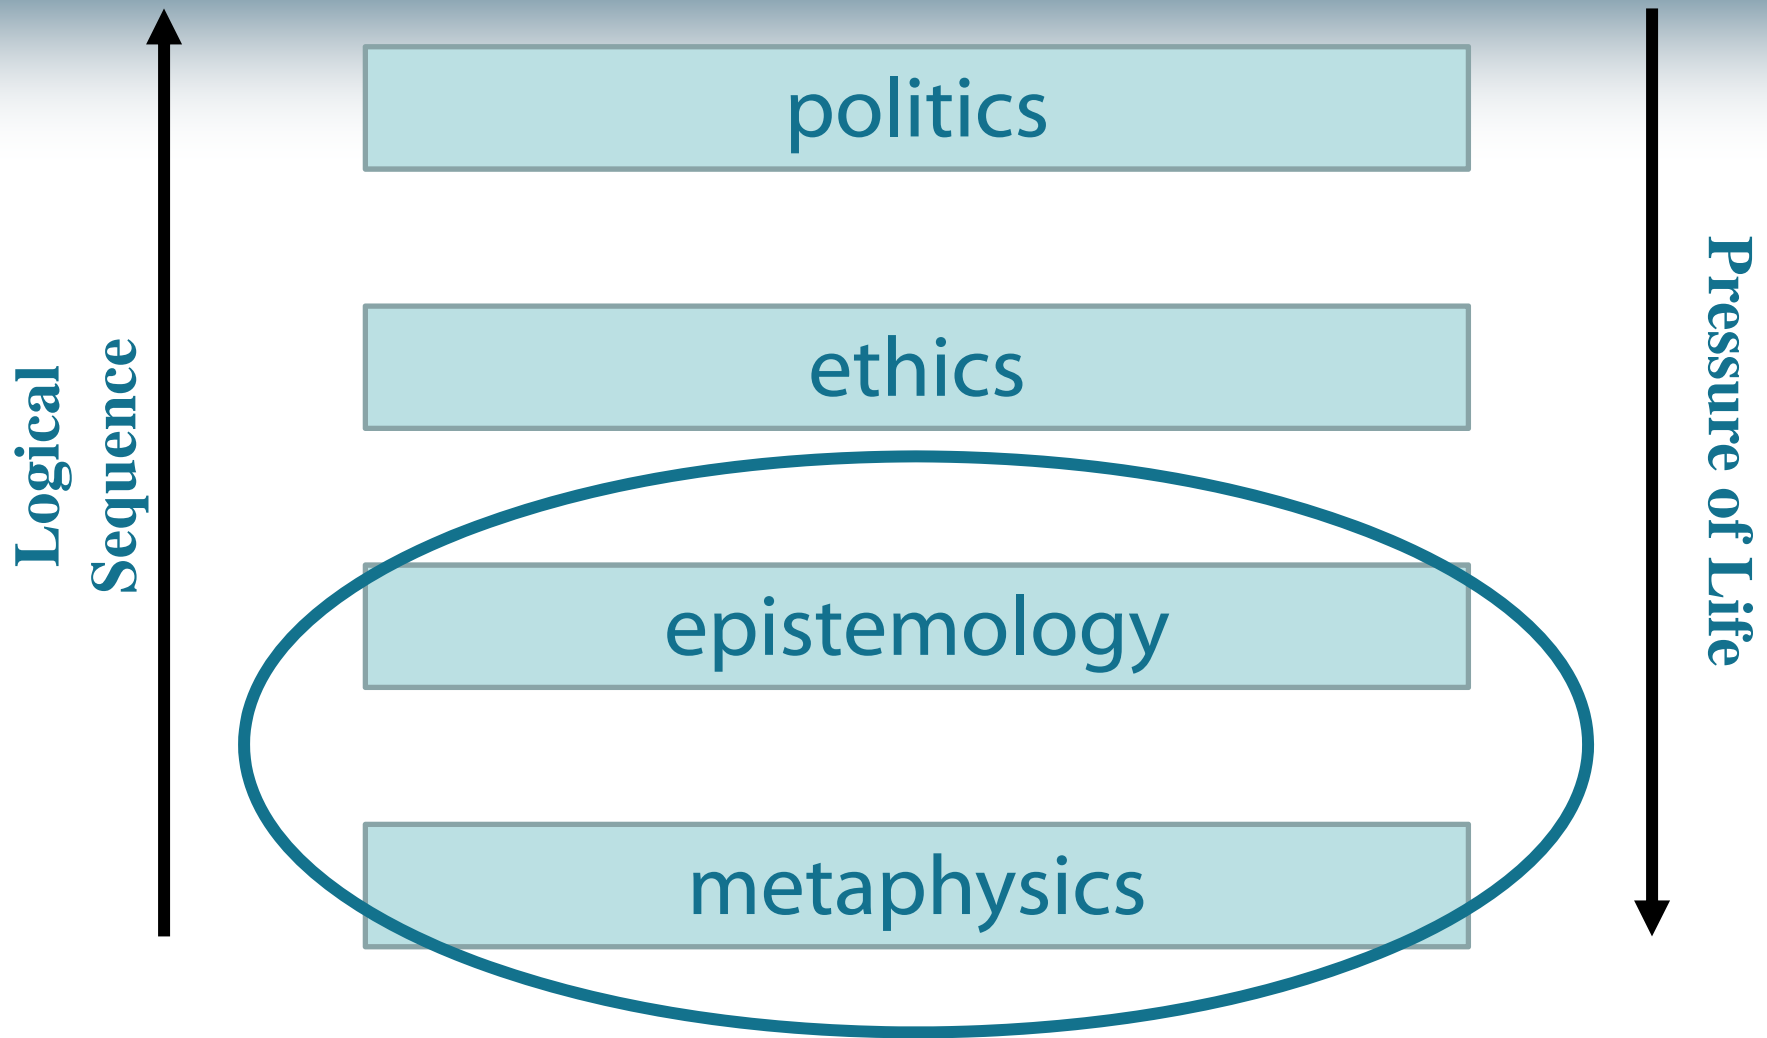 politics
ethics
epistemology
metaphysics
Logical
Sequence
Pressure of Life